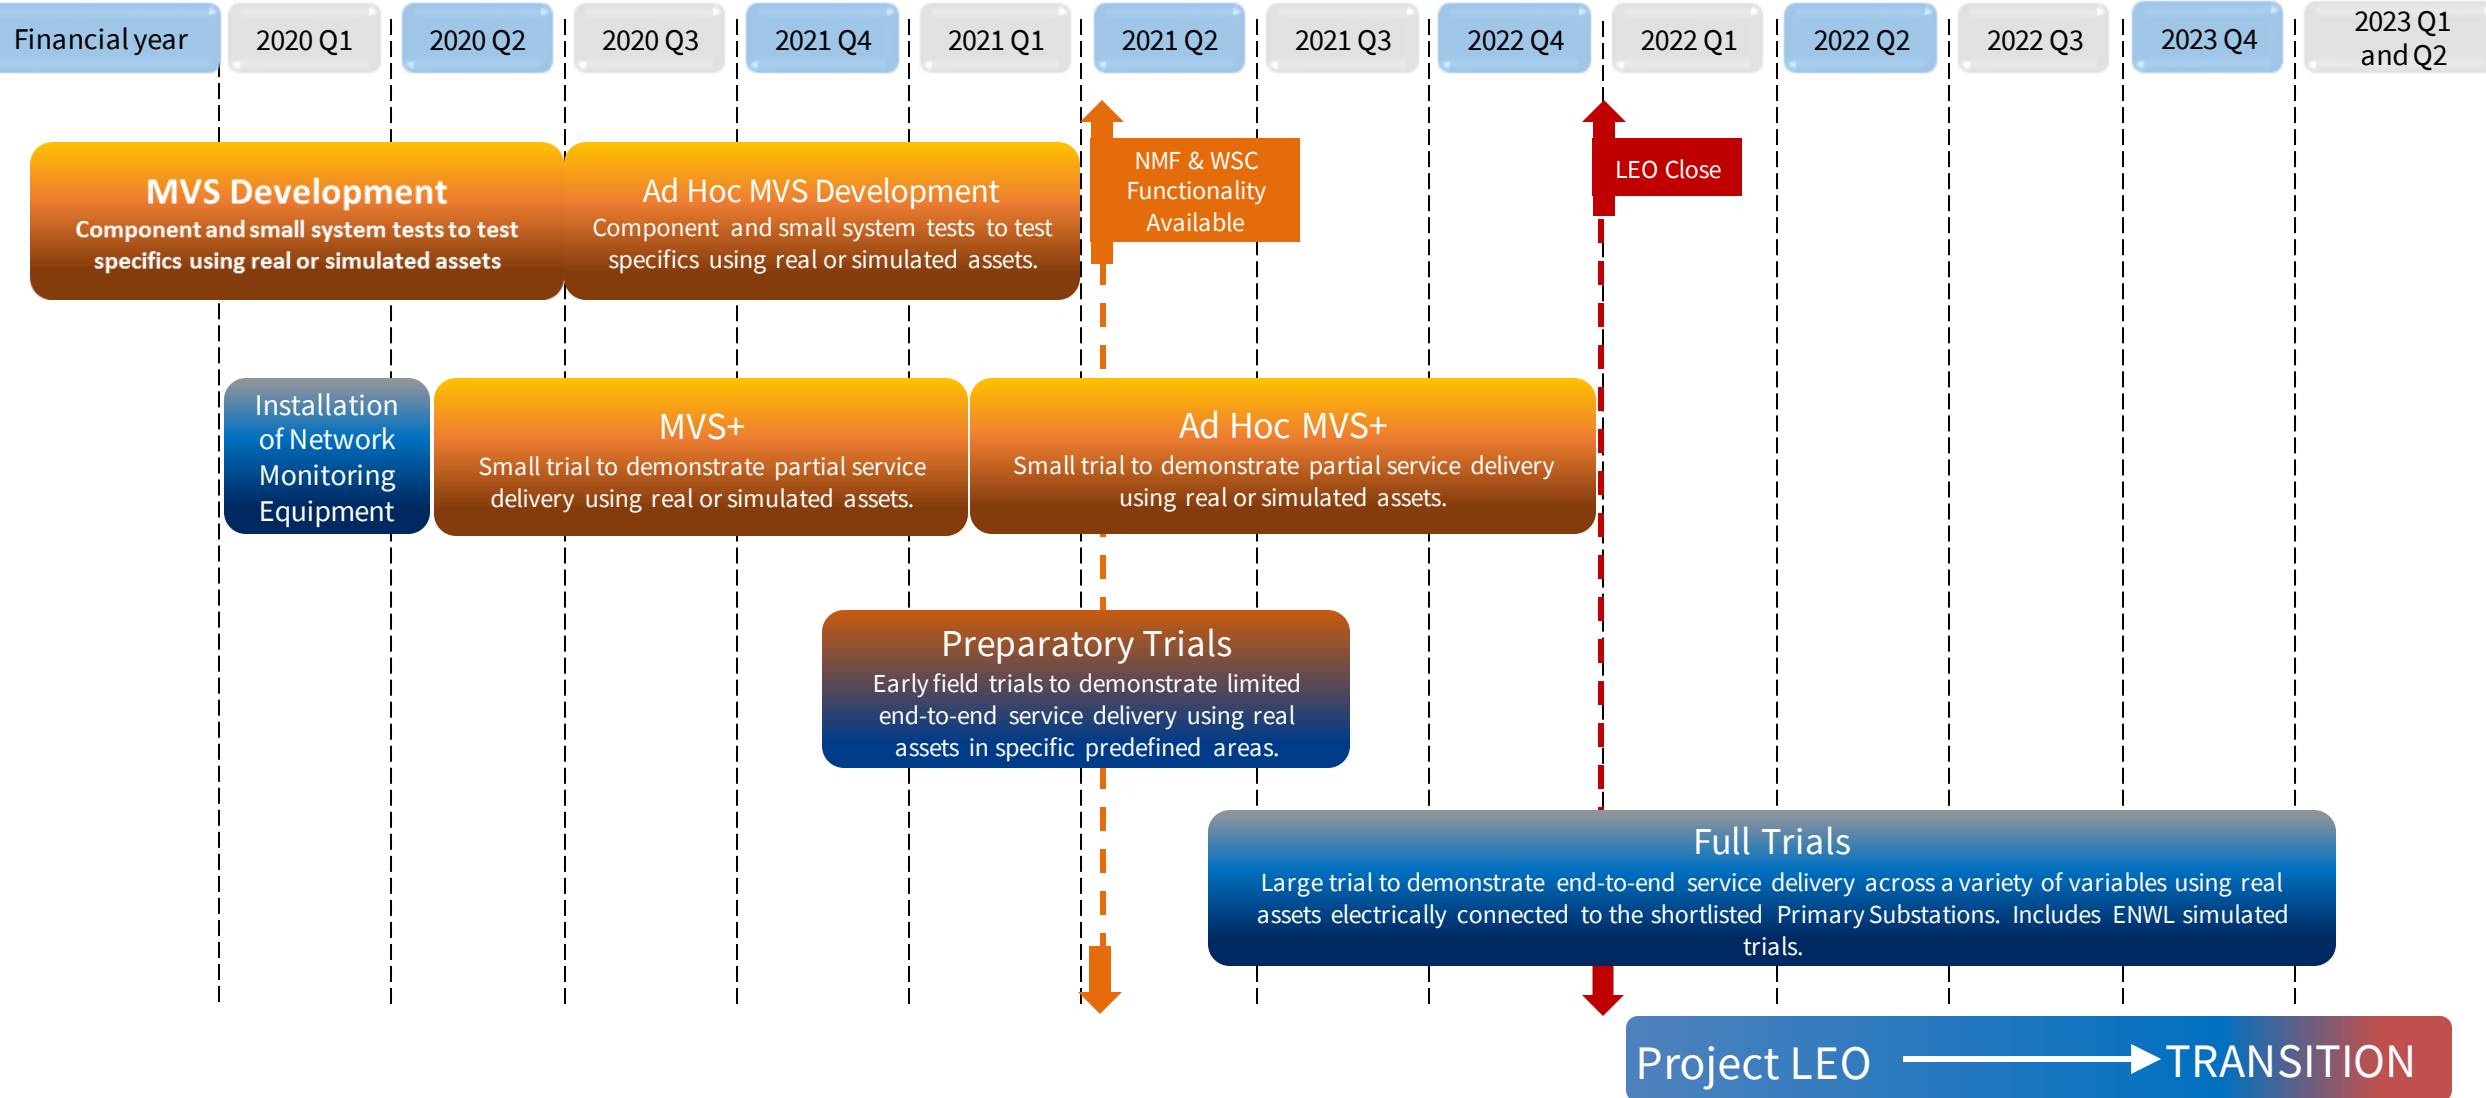 Financial year
2020 Q1
2020 Q2
2020 Q3
2021 Q4
2021 Q1
2021 Q2
2021 Q3
2022 Q4
2022 Q1
2022 Q2
2022 Q3
2023 Q4
2023 Q1
and Q2
MVS Development
Component and small system tests to test
specifics using real or simulated assets
Ad Hoc MVS Development
Component and small system tests to test
specifics using real or simulated assets.
NMF & WSC
Functionality
Available
LEO Close
Installation
of Network
Monitoring
Equipment
MVS+
Small trial to demonstrate partial service
delivery using real or simulated assets.
Ad Hoc MVS+
Small trial to demonstrate partial service delivery
using real or simulated assets.
Preparatory Trials
Early field trials to demonstrate limited
end-to-end service delivery using real
assets in specific predefined areas.
Full Trials
Large trial to demonstrate end-to-end service delivery across a variety of variables using real
assets electrically connected to the shortlisted Primary Substations. Includes ENWL simulated
trials.
Project LEO
TRANSITION